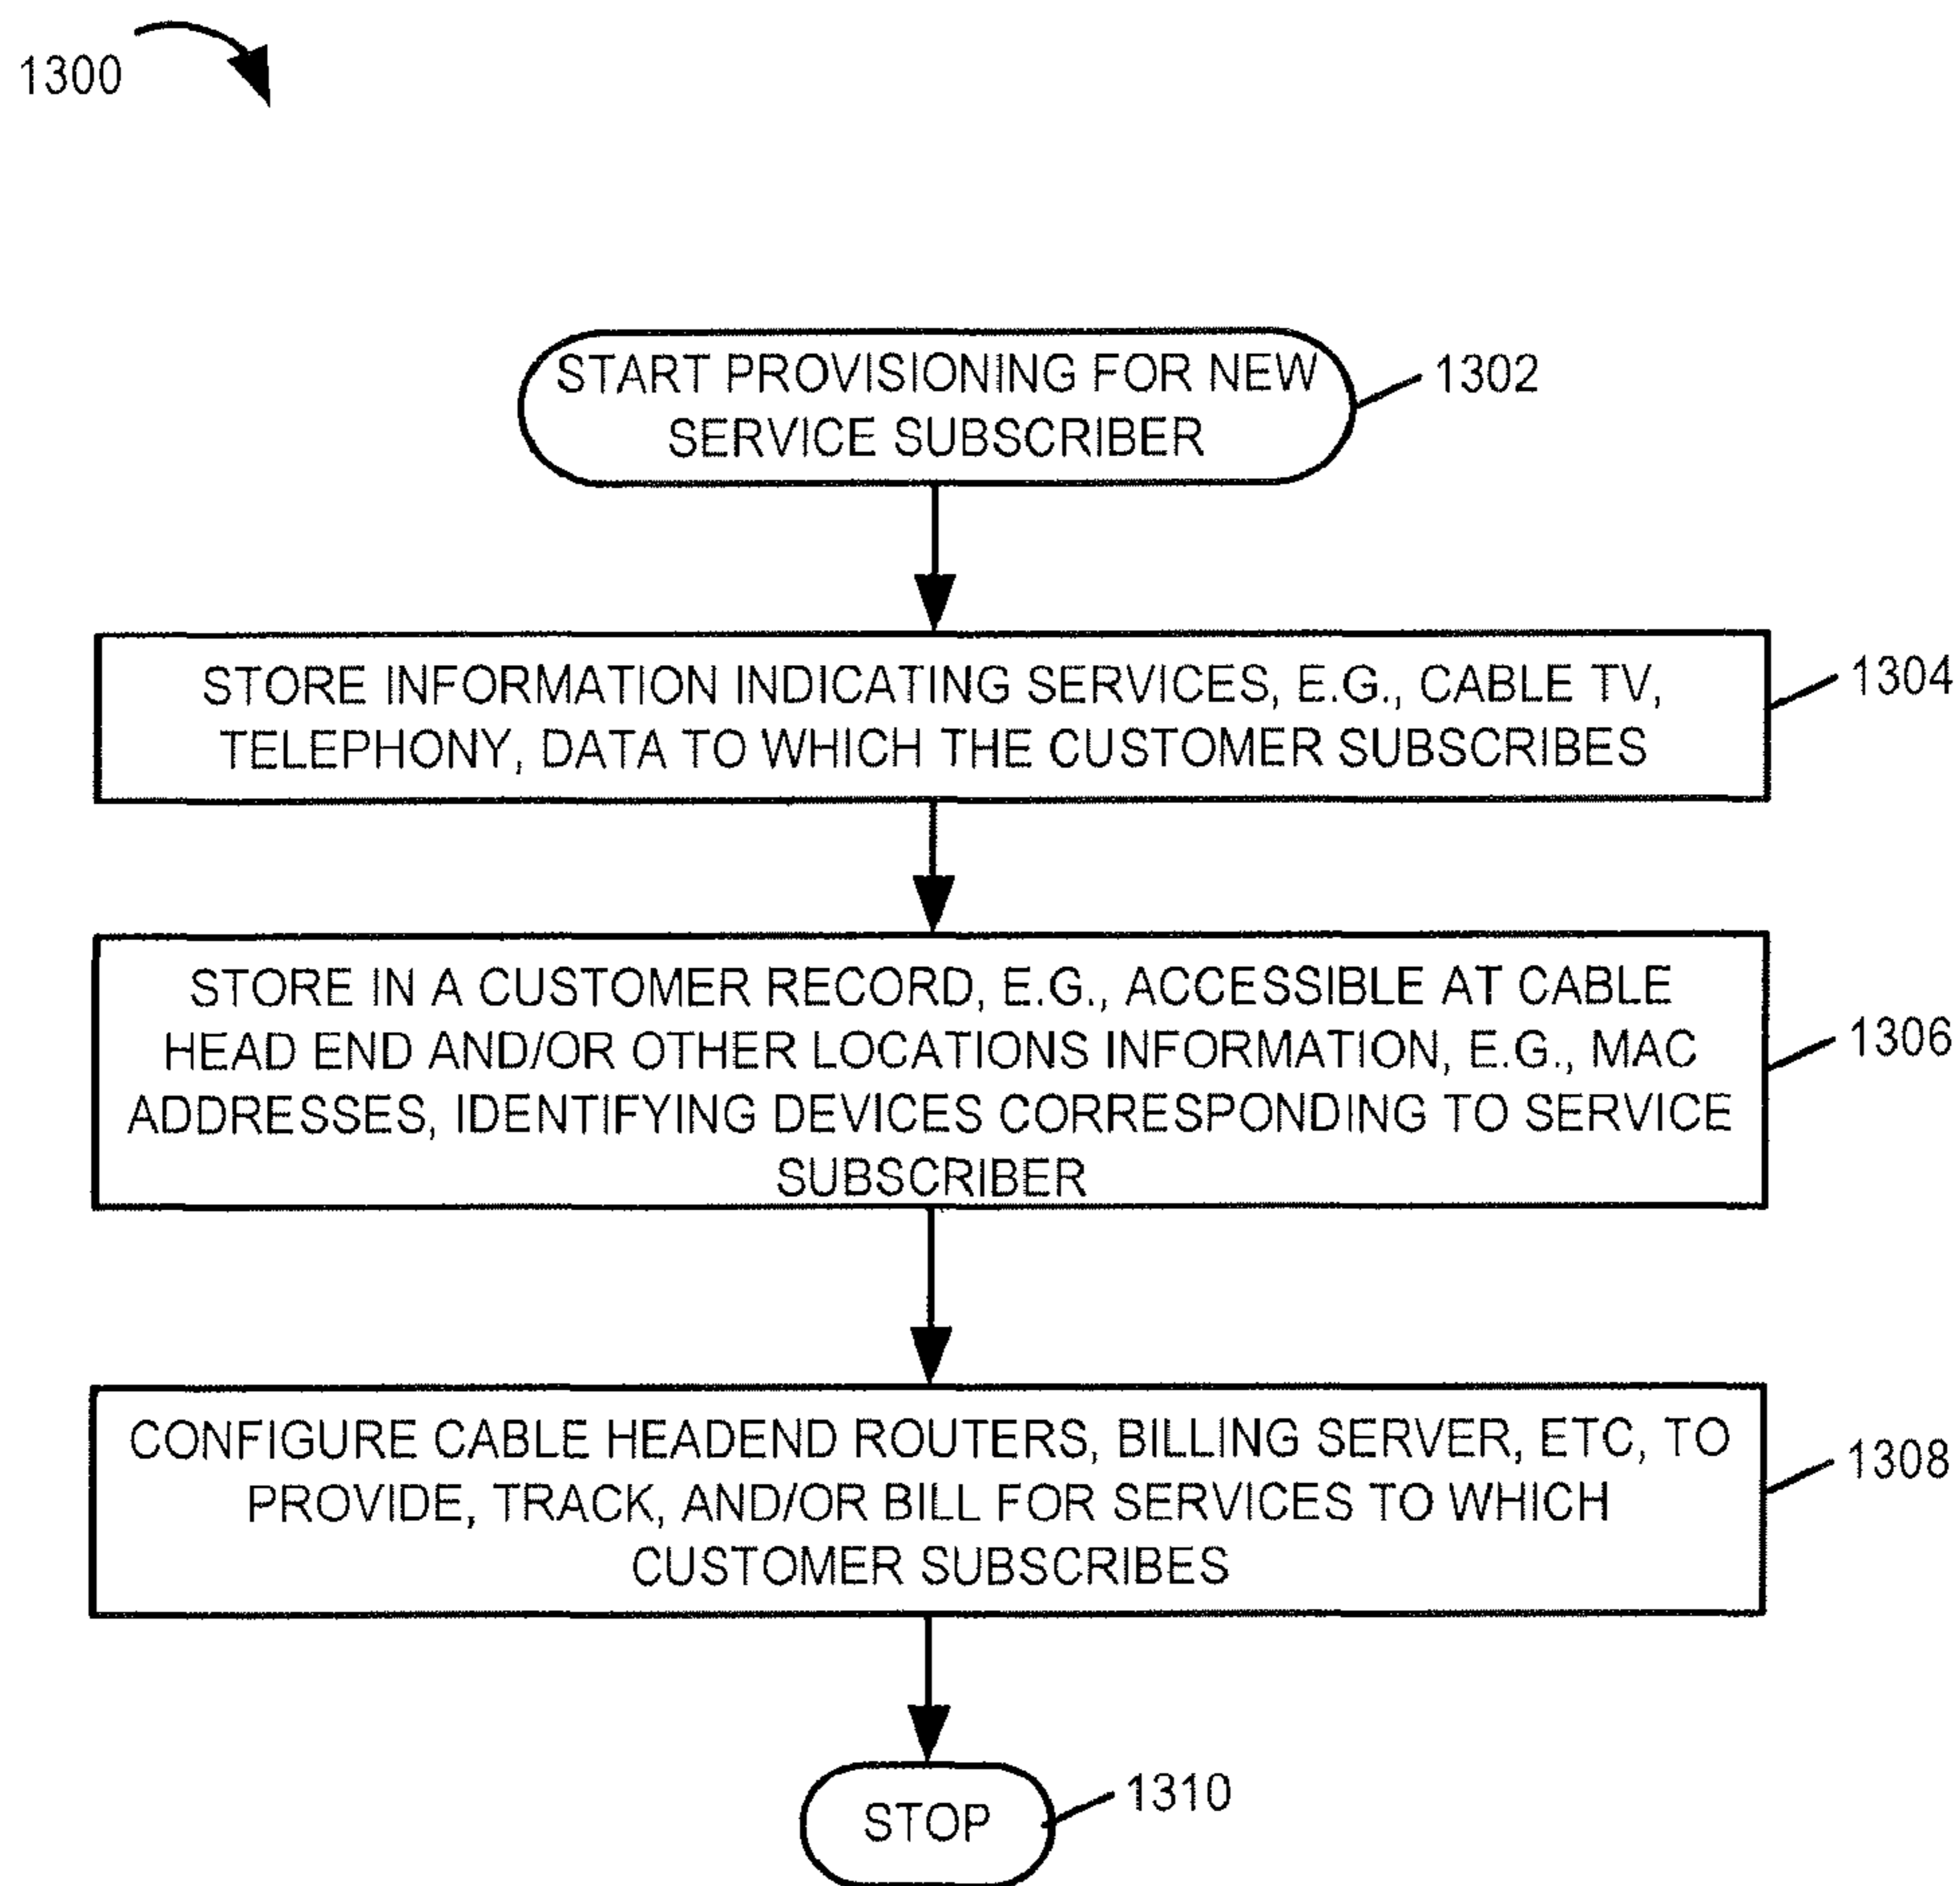 1300
START PROVISIONING FOR NEW
SERVICE SUBSCRIBER
1302
STORE INFORMATION INDICATING SERVICES, E.G., CABLE TV,
TELEPHONY, DATA TO WHICH THE CUSTOMER SUBSCRIBES
1304
STORE IN A CUSTOMER RECORD, E.G., ACCESSIBLE AT CABLE
HEAD END AND/OR OTHER LOCATIONS INFORMATION, E.G., MAC
ADDRESSES, IDENTIFYING DEVICES CORRESPONDING TO SERVICE
SUBSCRIBER
1306
CONFIGURE CABLE HEADEND ROUTERS, BILLING SERVER, ETC, TO
PROVIDE, TRACK, AND/OR BILL FOR SERVICES TO WHICH
CUSTOMER SUBSCRIBES
1308
STOP
1310